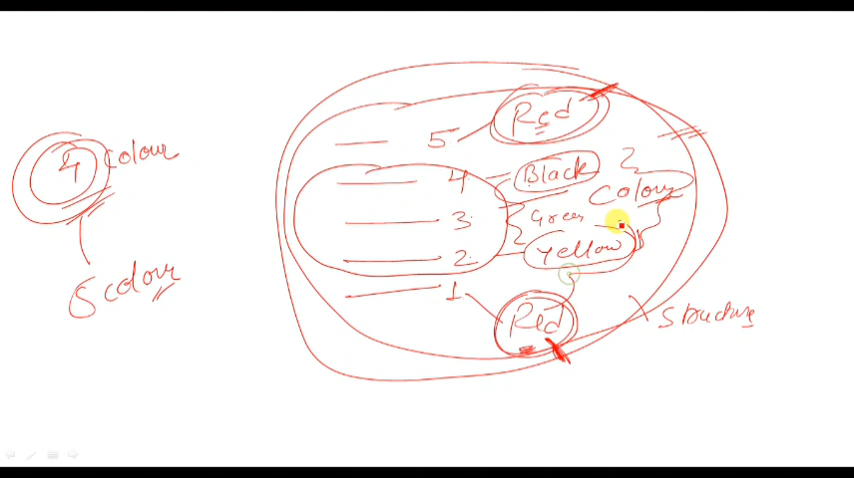 4 colour
5 colour
5 Red
4 Black
2 colour
3 Green
2 Yellow
1 Red
Structure